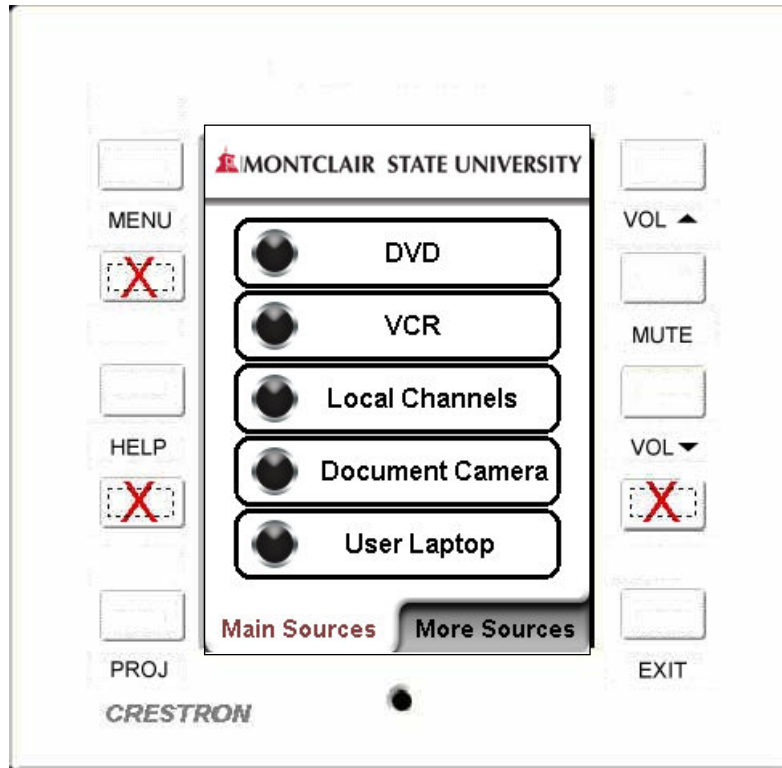 MONTCLAIR STATE UNIVERSITY
MENU
VOL
DVD
VCR
MUTE
Local Channels
HELP
VOL
Document Camera
User Laptop
Main Sources
More Sources
PROJ
EXIT
CRESTRON